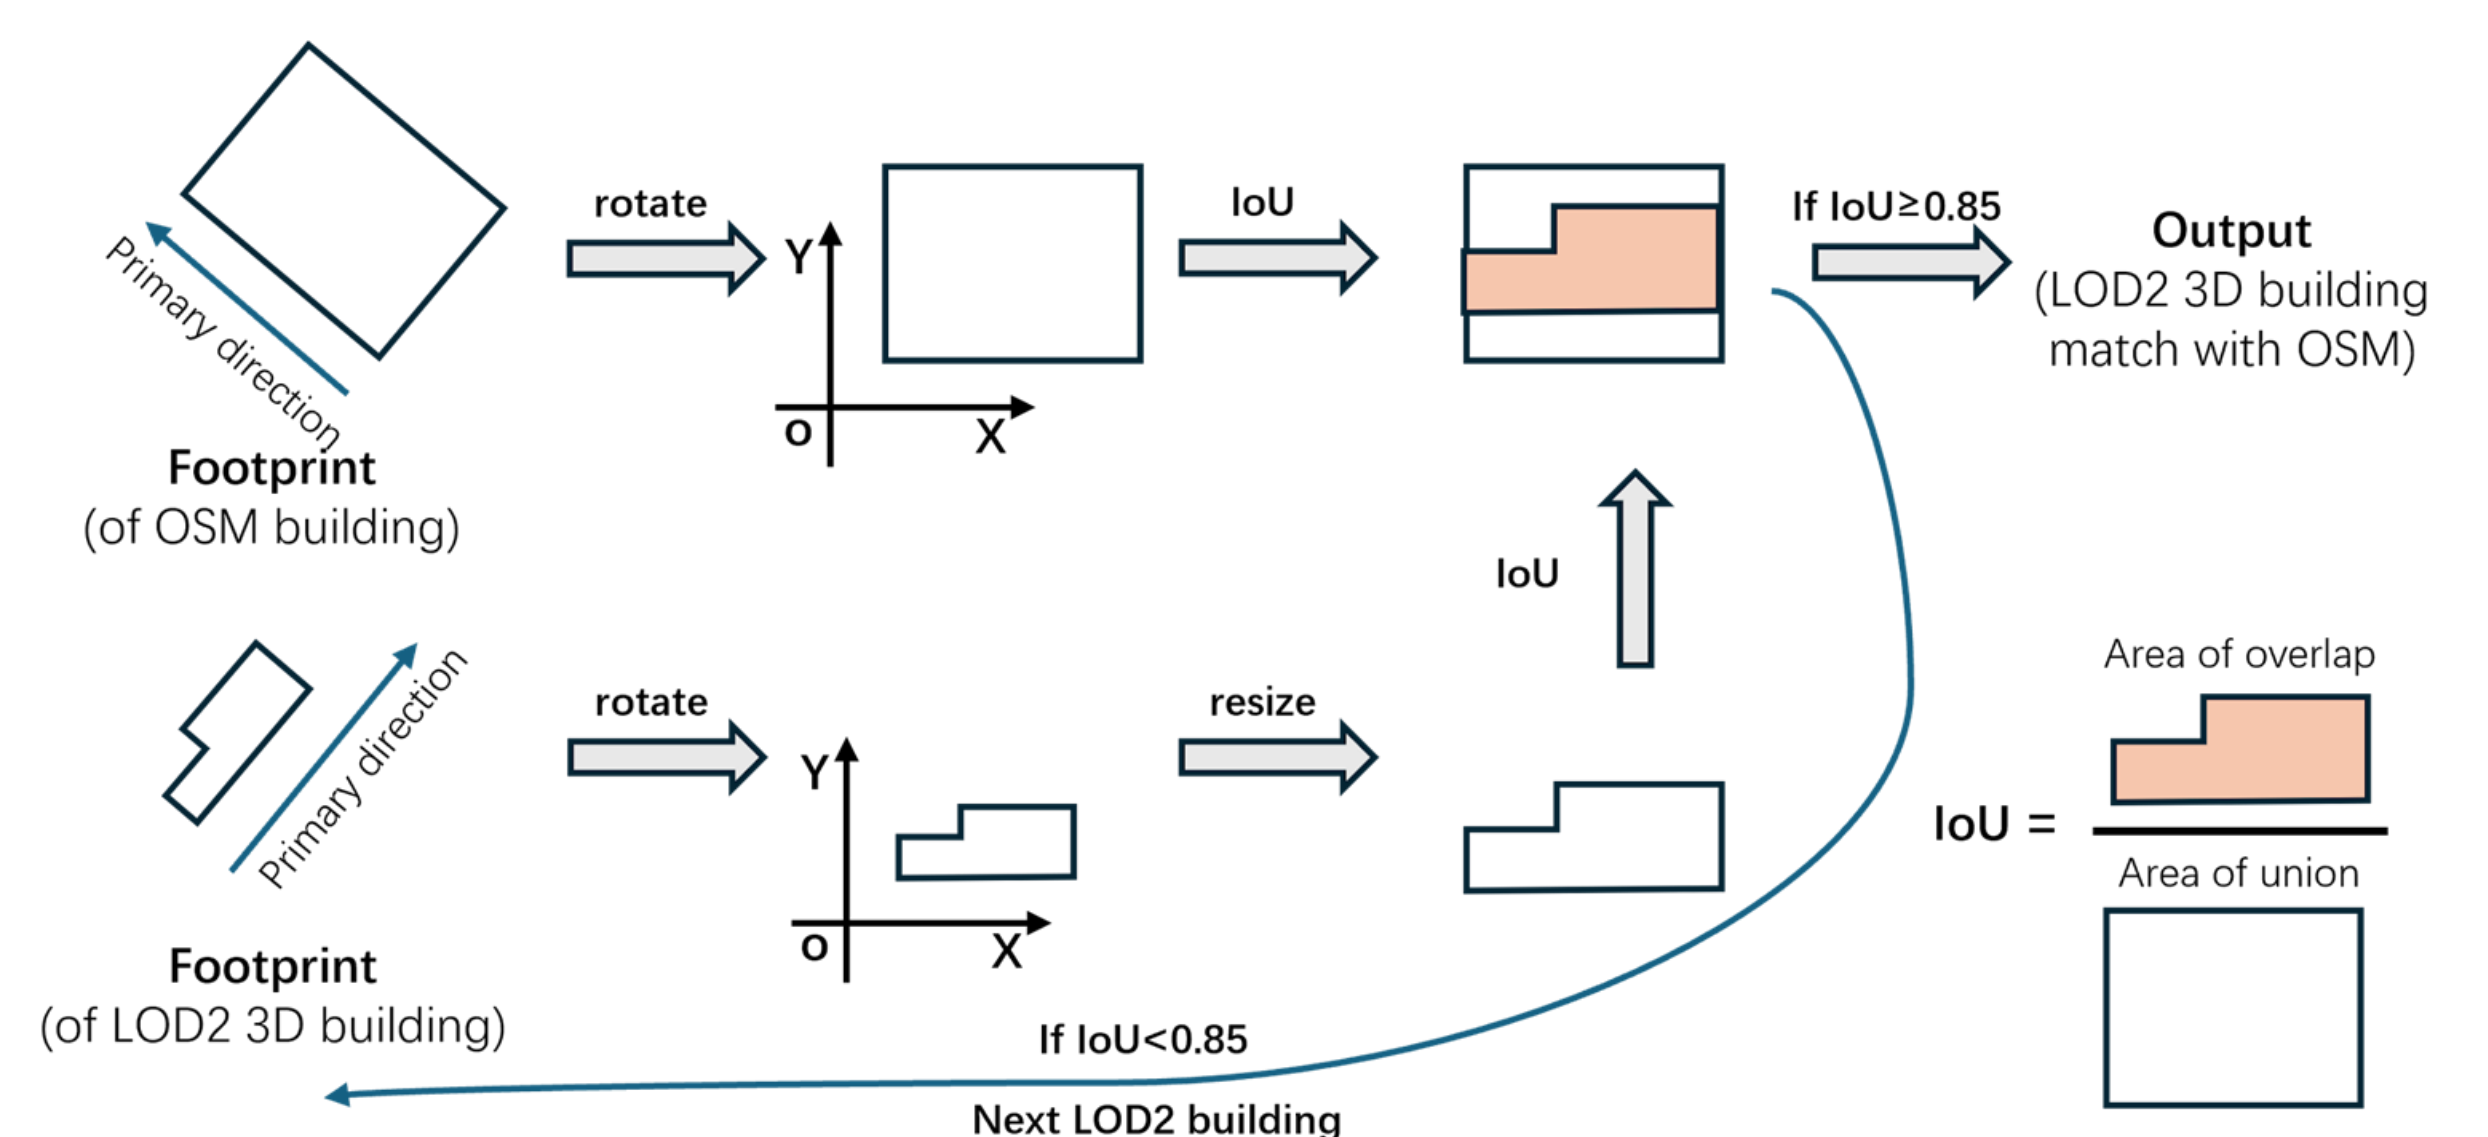 Primary direction
Footprint
(of OSM building)
rotate
Y
O
X
IoU
If IoU≥0.85
Output
(LOD2 3D building
match with OSM)
IoU
Primary direction
Footprint
(of LOD2 3D building)
rotate
Y
O
X
resize
Area of overlap
IoU =
Area of union
If IoU<0.85
Next LOD2 building